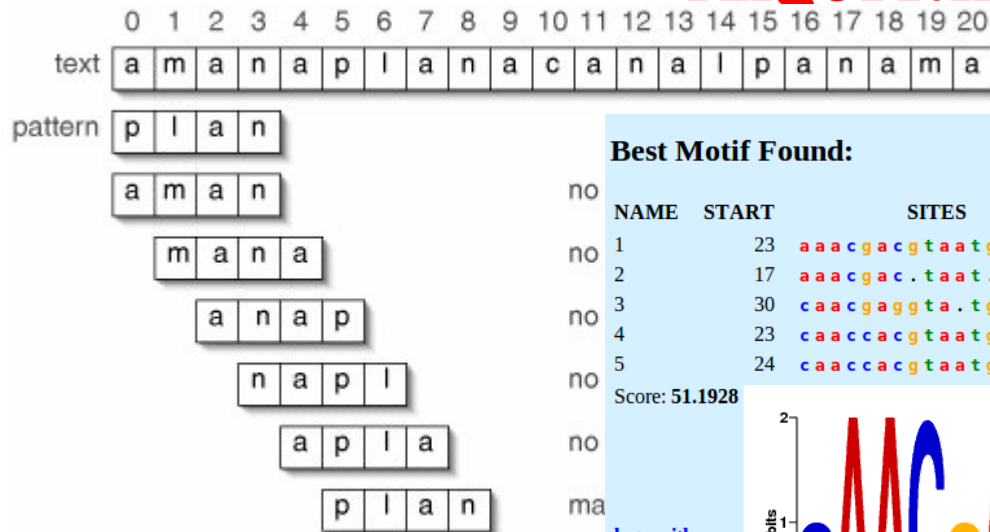 0 1 2 3 4 5 6 7 8 9 10 11 12 13 14 15 16 17 18 19 20
text a m a n a p l a n a c a n a l p a n a m a
pattern p l a n
a m a n no
m a n a no
a n a p no
n a p l no
a p l a no
p l a n ma
Best Motif Found:
NAME START SITES
1 23 a a a c g a c g t a a t g
2 17 a a a c g a c . t a a t .
3 30 c a a c g a g g t a . t g
4 23 c a a c c a c g t a a t g
5 24 c a a c c a c g t a a t g
Score: 51.1928
2
bits
1
A A C